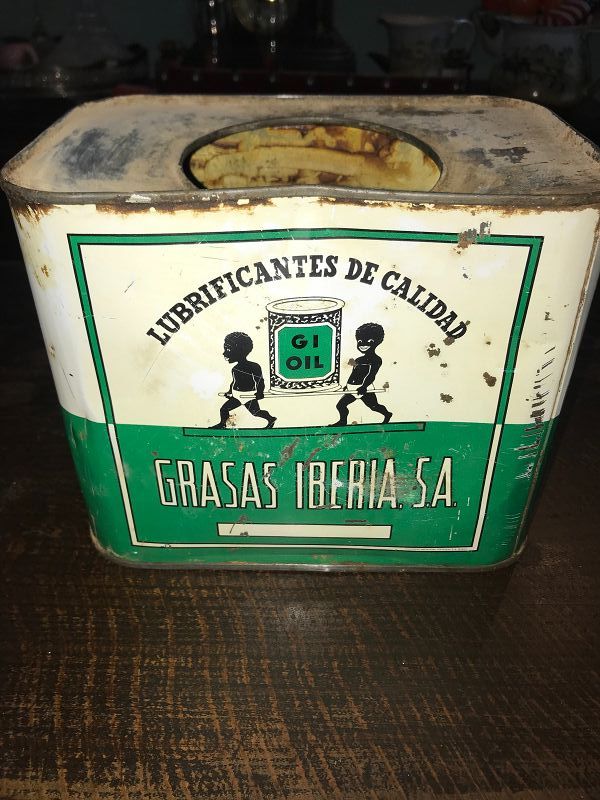 LUBRIFICANTES DE CALIDAD
GI
OIL
GRASAS IBERIA, S.A.